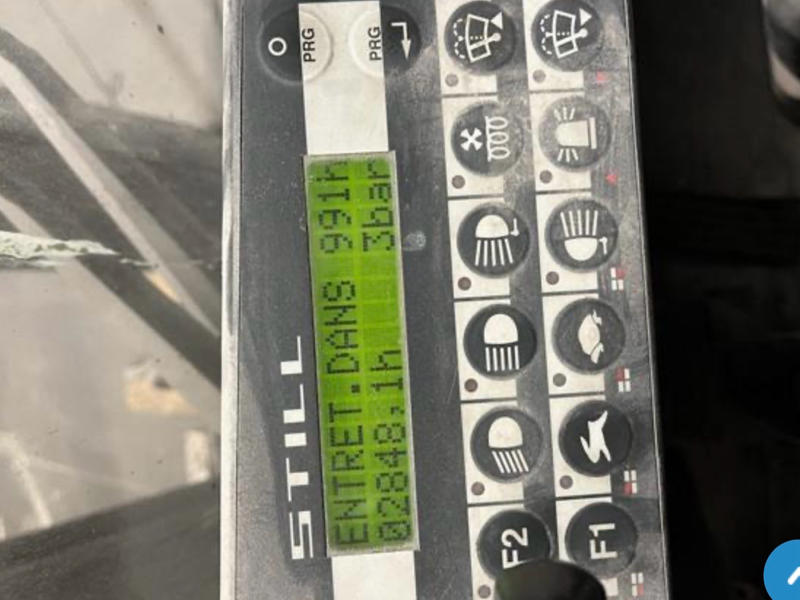 STILL
ENTRET.DANS 991h
02848,1h 3bar
PRG
PRG
F2
F1